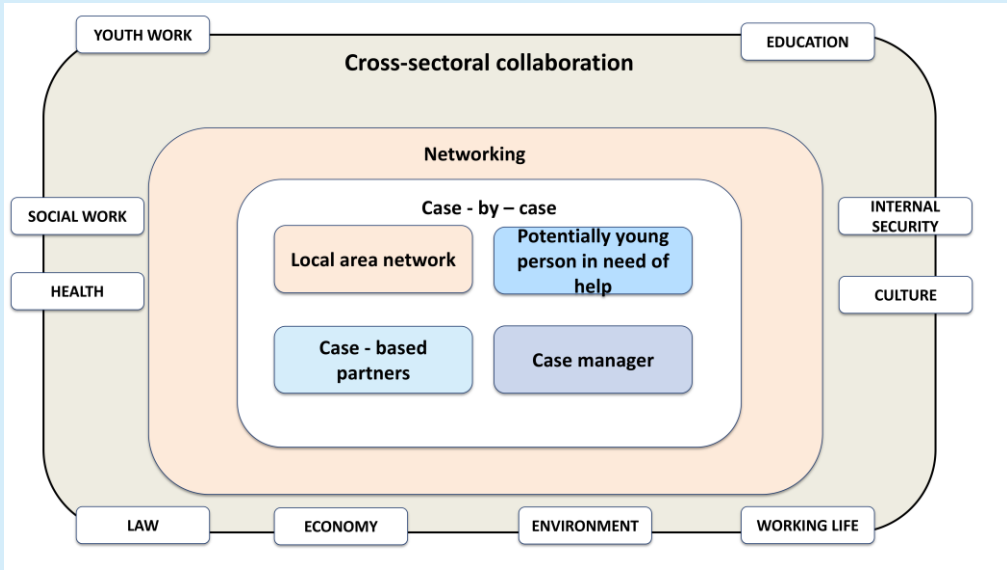 YOUTH WORK
EDUCATION
Cross-sectoral collaboration
Networking
Case - by – case
SOCIAL WORK
INTERNAL
SECURITY
Local area network
Potentially young
person in need of
help
HEALTH
CULTURE
Case - based
partners
Case manager
LAW
ECONOMY
ENVIRONMENT
WORKING LIFE